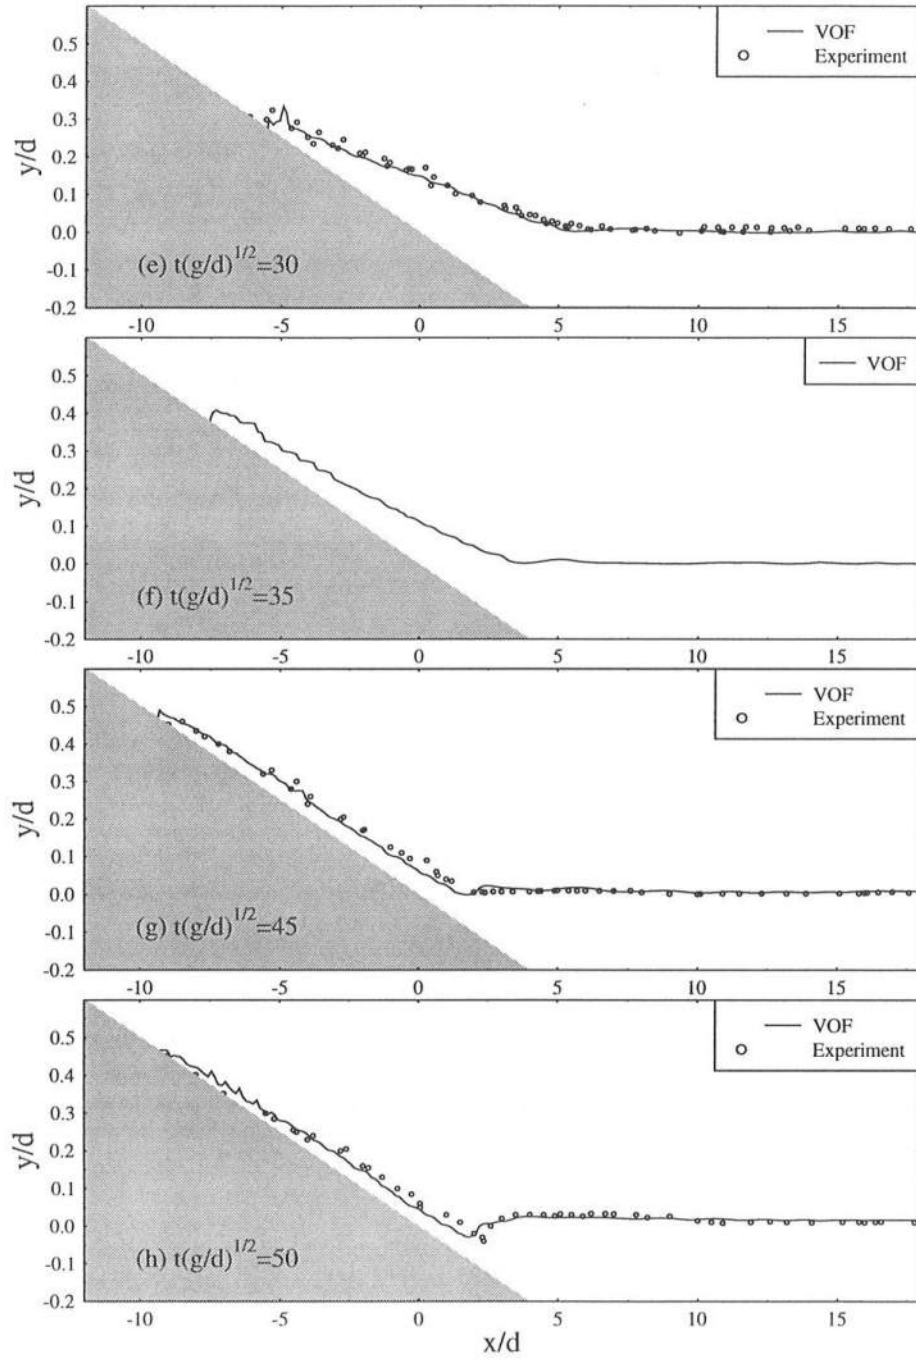 VOF
Experiment
0.5
0.4
0.3
0.2
0.1
0.0
-0.1
-0.2
y/d
(e) t(g/d)^1/2=30
-10 -5 0 5 10 15
VOF
0.5
0.4
0.3
0.2
0.1
0.0
-0.1
-0.2
y/d
(f) t(g/d)^1/2=35
-10 -5 0 5 10 15
VOF
Experiment
0.5
0.4
0.3
0.2
0.1
0.0
-0.1
-0.2
y/d
(g) t(g/d)^1/2=45
-10 -5 0 5 10 15
VOF
Experiment
0.5
0.4
0.3
0.2
0.1
0.0
-0.1
-0.2
y/d
(h) t(g/d)^1/2=50
-10 -5 0 5 10 15
x/d